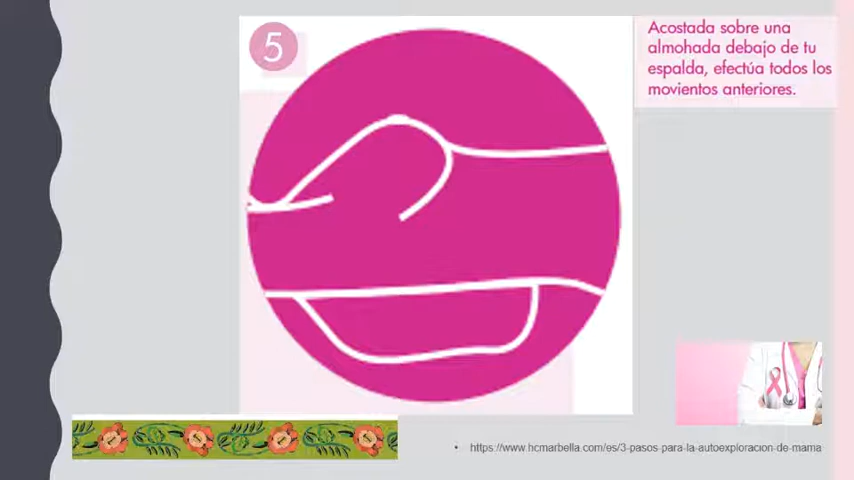 5
Acostada sobre una
almohada debajo de tu
espalda, efectúa todos los
movientos anteriores.
• https://www.hcmarbella.com/es/3-pasos-para-la-autoexploracion-de-mama